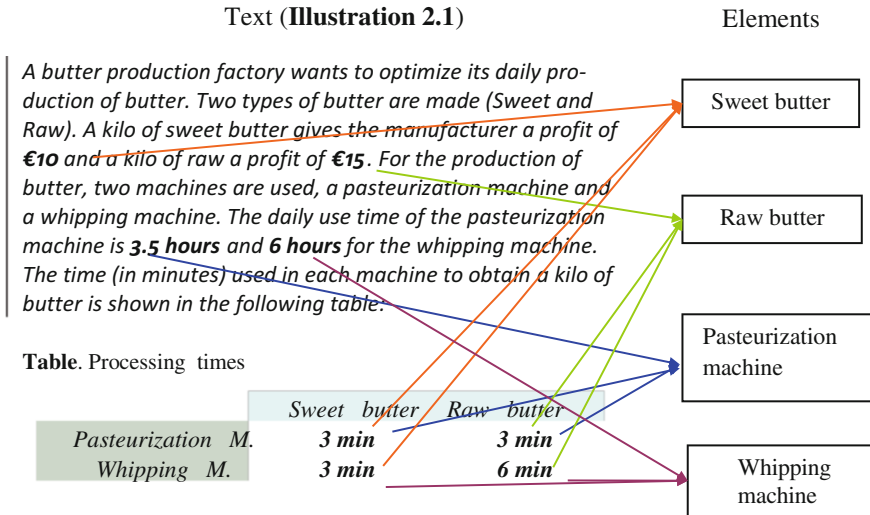 Text (Illustration 2.1)
Elements
A butter production factory wants to optimize its daily pro-
duction of butter. Two types of butter are made (Sweet and
Raw). A kilo of sweet butter gives the manufacturer a profit of
€10 and a kilo of raw a profit of €15. For the production of
butter, two machines are used, a pasteurization machine and
a whipping machine. The daily use time of the pasteurization
machine is 3.5 hours and 6 hours for the whipping machine.
The time (in minutes) used in each machine to obtain a kilo of
butter is shown in the following table:
Table. Processing times
Sweet butter Raw butter
Pasteurization M. 3 min 3 min
Whipping M. 3 min 6 min
Sweet butter
Raw butter
Pasteurization
machine
Whipping
machine